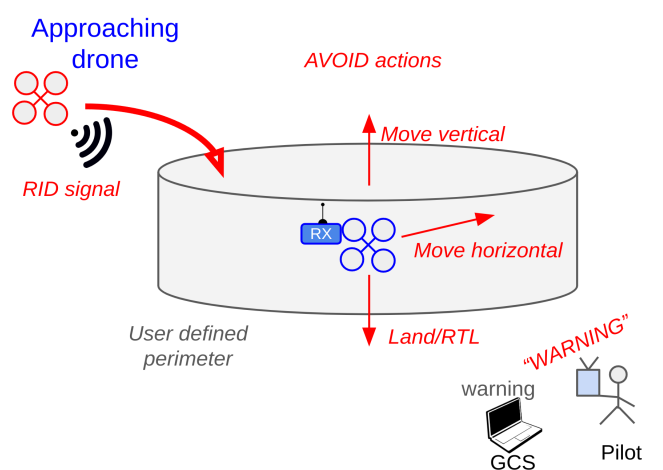 Approaching
drone
AVOID actions
Move vertical
RID signal
RX
Move horizontal
User defined
perimeter
Land/RTL
“WARNING”
warning
GCS
Pilot